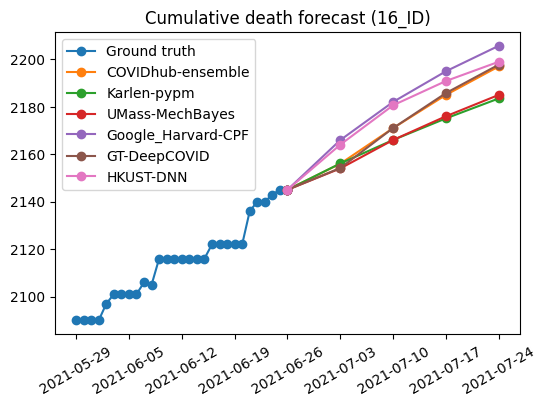 Cumulative death forecast (16_ID)
2200
2180
2160
2140
2120
2100
Ground truth
COVIDhub-ensemble
Karlen-pypm
UMass-MechBayes
Google_Harvard-CPF
GT-DeepCOVID
HKUST-DNN
2021-05-29
2021-06-05
2021-06-12
2021-06-19
2021-06-26
2021-07-03
2021-07-10
2021-07-17
2021-07-24